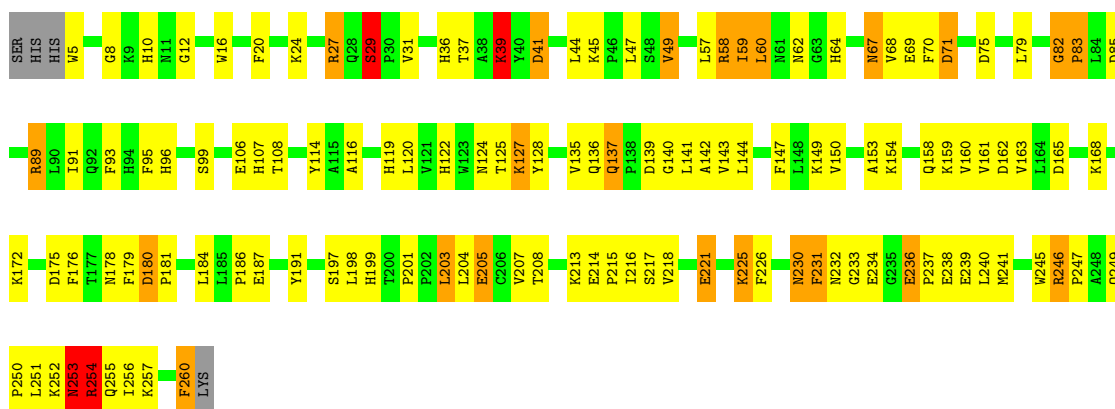 SER HIS HIS W5 G8 K9 H10 N11 G12 W16 F20 K24 R27 Q28 S29 P30 V31 H36 T37 A38 K39 Y40 D41 L44 K45 P46 L47 S48 V49 L57 R58 I59 L60 N61 N62 G63 H64 N67 V68 E69 F70 D71 D75 L79 G82 P83 L84 D85
R89 L90 I91 Q92 F93 H94 F95 H96 S99 E106 H107 T108 Y114 A115 A116 H119 L120 V121 H122 W123 N124 T125 K127 Y128 V135 Q136 Q137 P138 D139 G140 L141 A142 V143 L144 F147 L148 K149 V150 A153 K154 Q158 K159 V160 V161 D162 V163 L164 D165 K168
K172 D175 F176 T177 N178 F179 D180 P181 L184 L185 P186 E187 Y191 S197 L198 H199 T200 P201 P202 L203 L204 E205 C206 V207 T208 K213 E214 P215 I216 S217 V218 E221 K225 F226 N230 F231 N232 G233 E234 G235 E236 P237 E238 E239 L240 M241 W245 R246 P247 A248
P250 L251 K252 N253 R254 Q255 I256 K257 F260 LYS